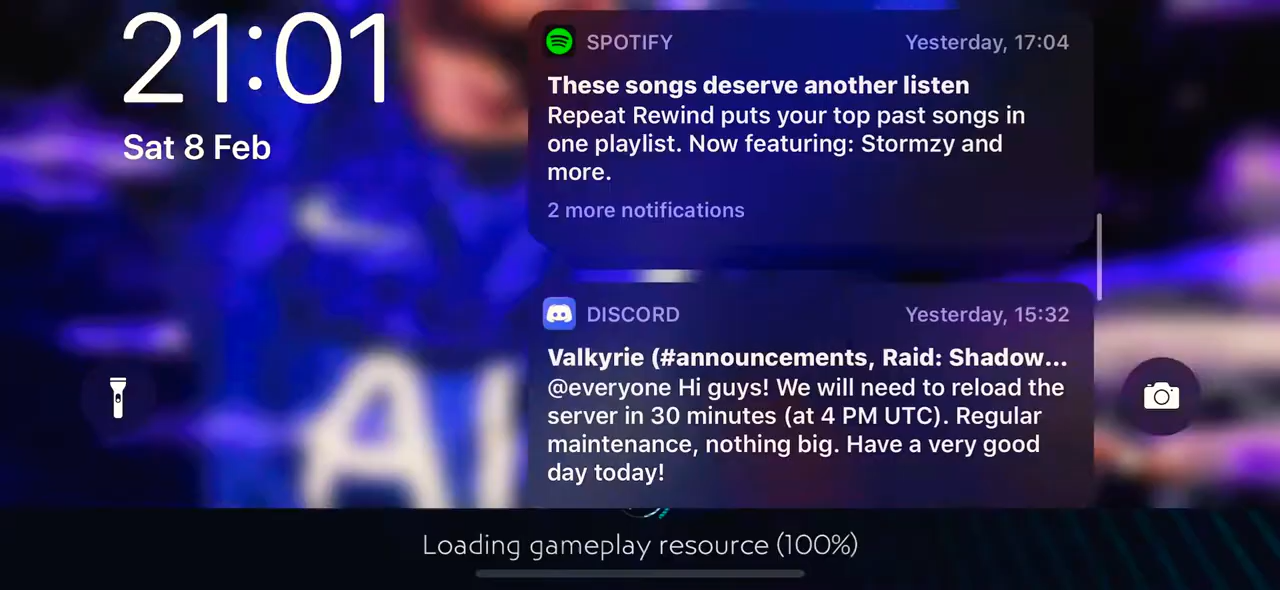 21:01
Sat 8 Feb
SPOTIFY
Yesterday, 17:04
These songs deserve another listen
Repeat Rewind puts your top past songs in
one playlist. Now featuring: Stormzy and
more.
2 more notifications
DISCORD
Yesterday, 15:32
Valkyrie (#announcements, Raid: Shadow...
@everyone Hi guys! We will need to reload the
server in 30 minutes (at 4 PM UTC). Regular
maintenance, nothing big. Have a very good
day today!
AI
Loading gameplay resource (100%)